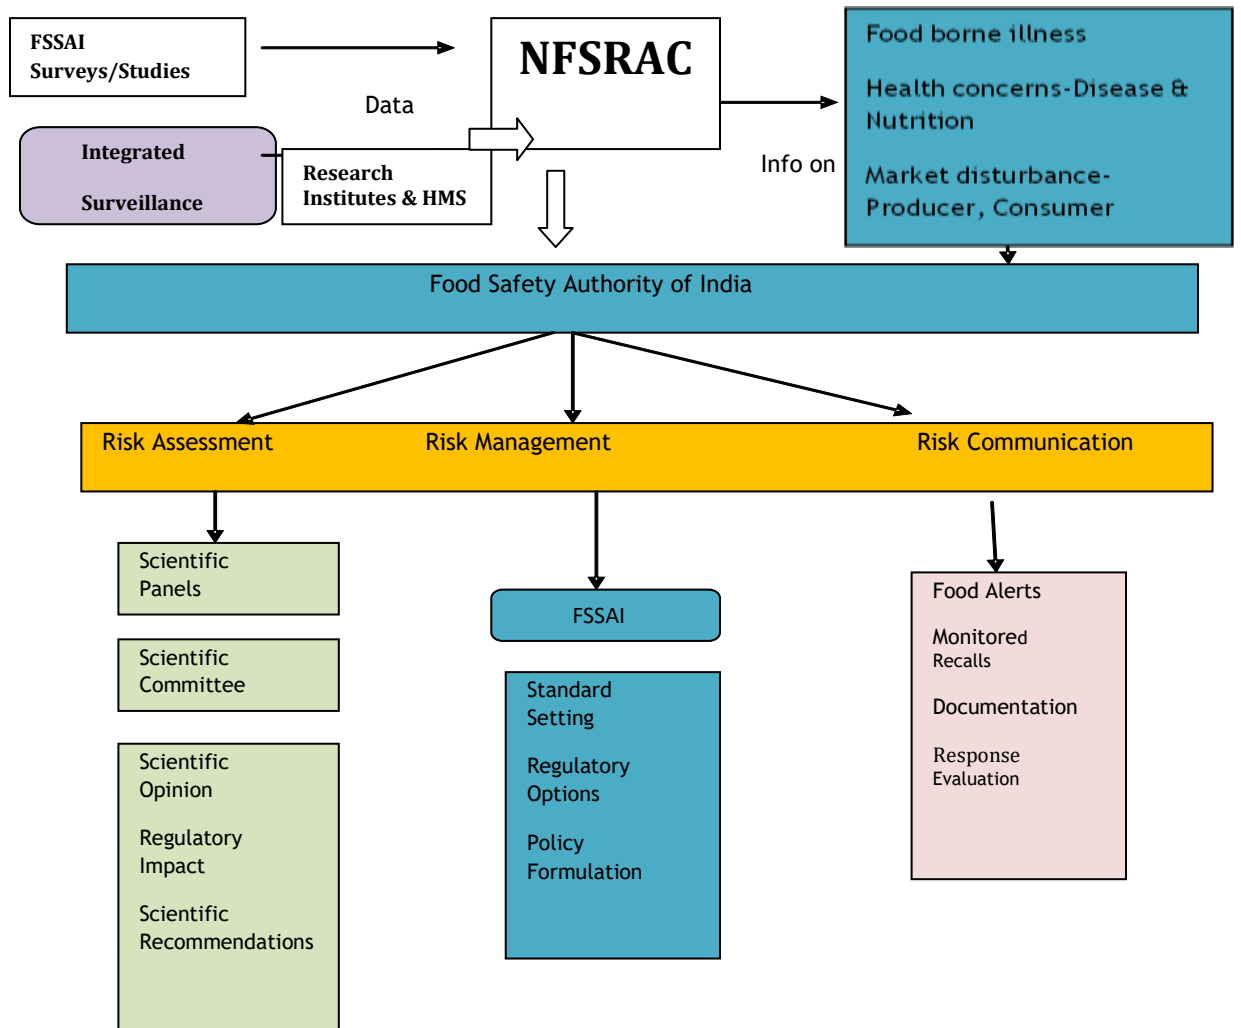 FSSAI
Surveys/Studies
NFSRAC
Food borne illness
Health concerns-Disease &
Nutrition
Market disturbance-
Producer, Consumer
Data
Info on
Integrated
Surveillance
Research
Institutes & HMS
Food Safety Authority of India
Risk Assessment
Risk Management
Risk Communication
Scientific
Panels
Scientific
Committee
Scientific
Opinion
Regulatory
Impact
Scientific
Recommendations
FSSAI
Standard
Setting
Regulatory
Options
Policy
Formulation
Food Alerts
Monitored
Recalls
Documentation
Response
Evaluation